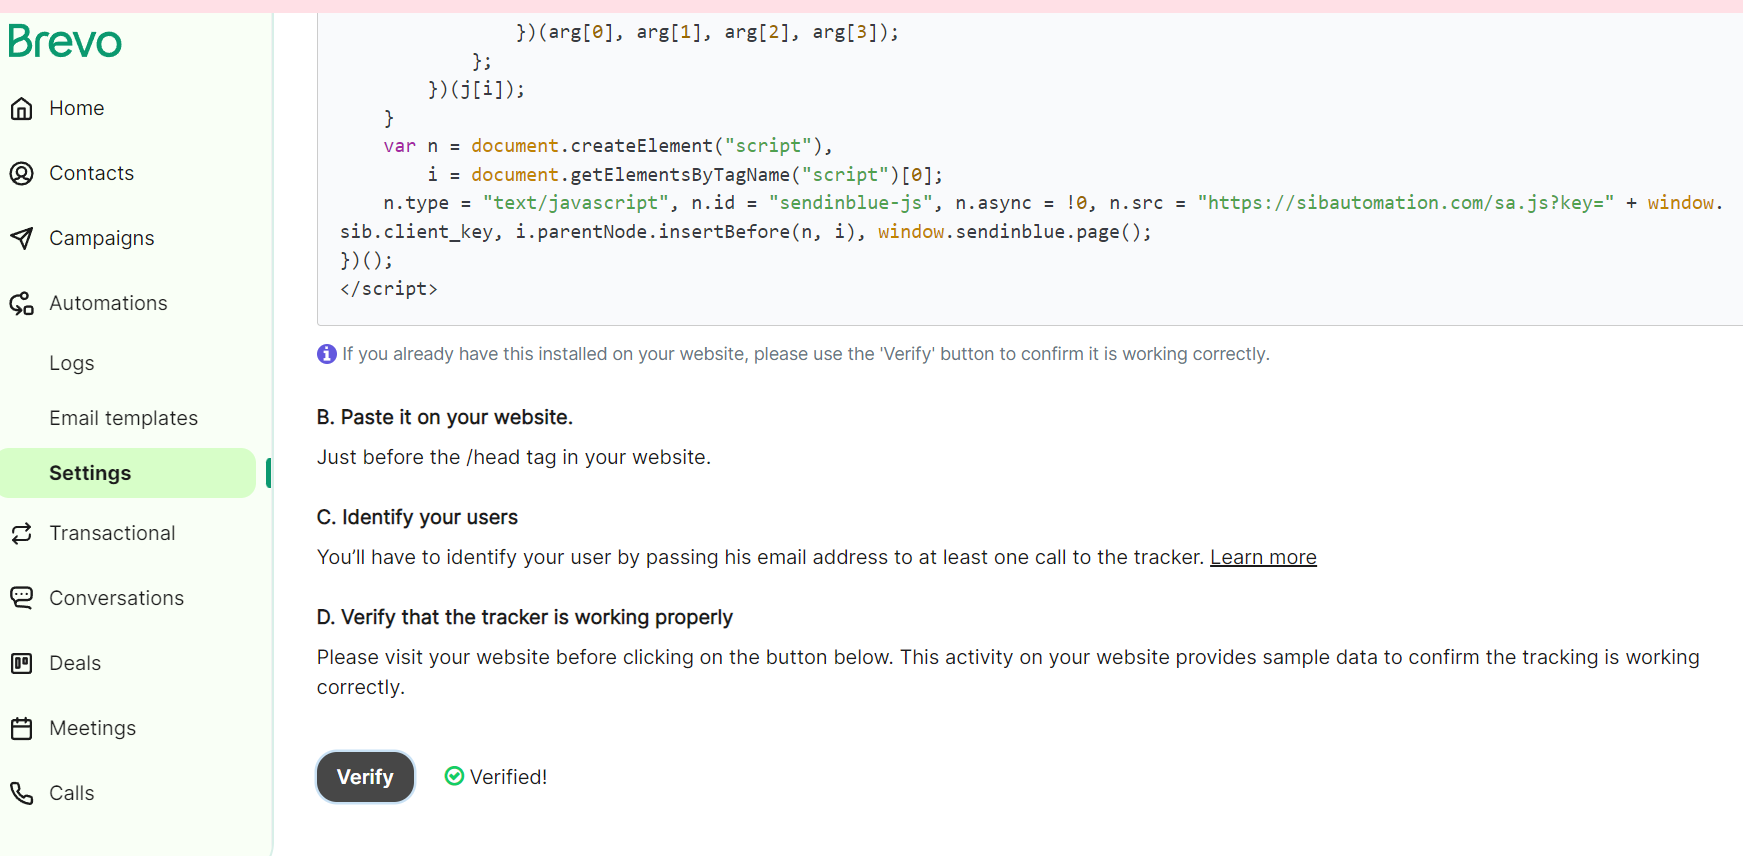 Brevo
Home
Contacts
Campaigns
Automations
Logs
Email templates
Settings
Transactional
Conversations
Deals
Meetings
Calls
})(arg[0], arg[1], arg[2], arg[3]);
};
})(j[i]);
}
var n = document.createElement("script"),
i = document.getElementsByTagName("script")[0];
n.type = "text/javascript", n.id = "sendinblue-js", n.async = !0, n.src = "https://sibautomation.com/sa.js?key=" + window.
sib.client_key, i.parentNode.insertBefore(n, i), window.sendinblue.page();
})();
</script>
If you already have this installed on your website, please use the 'Verify' button to confirm it is working correctly.
B. Paste it on your website.
Just before the /head tag in your website.
C. Identify your users
You’ll have to identify your user by passing his email address to at least one call to the tracker. Learn more
D. Verify that the tracker is working properly
Please visit your website before clicking on the button below. This activity on your website provides sample data to confirm the tracking is working
correctly.
Verify
Verified!